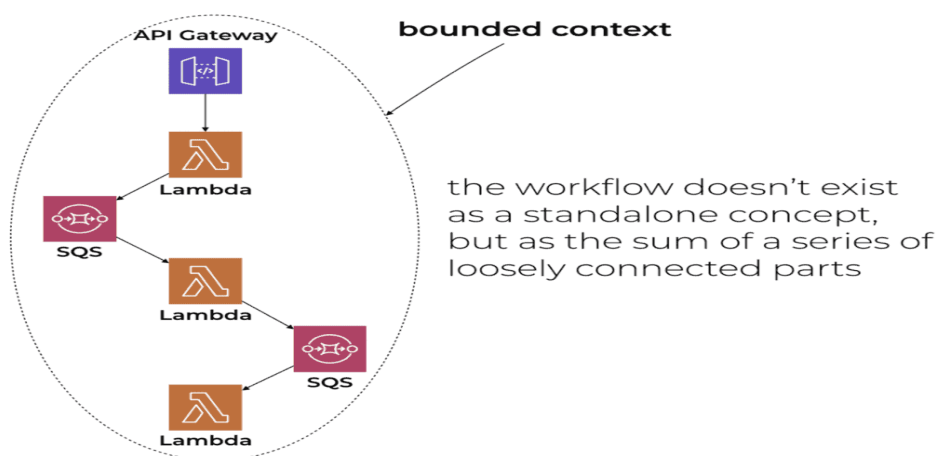 API Gateway
bounded context
Lambda
the workflow doesn't exist
as a standalone concept,
but as the sum of a series of
loosely connected parts
SQS
Lambda
SQS
Lambda